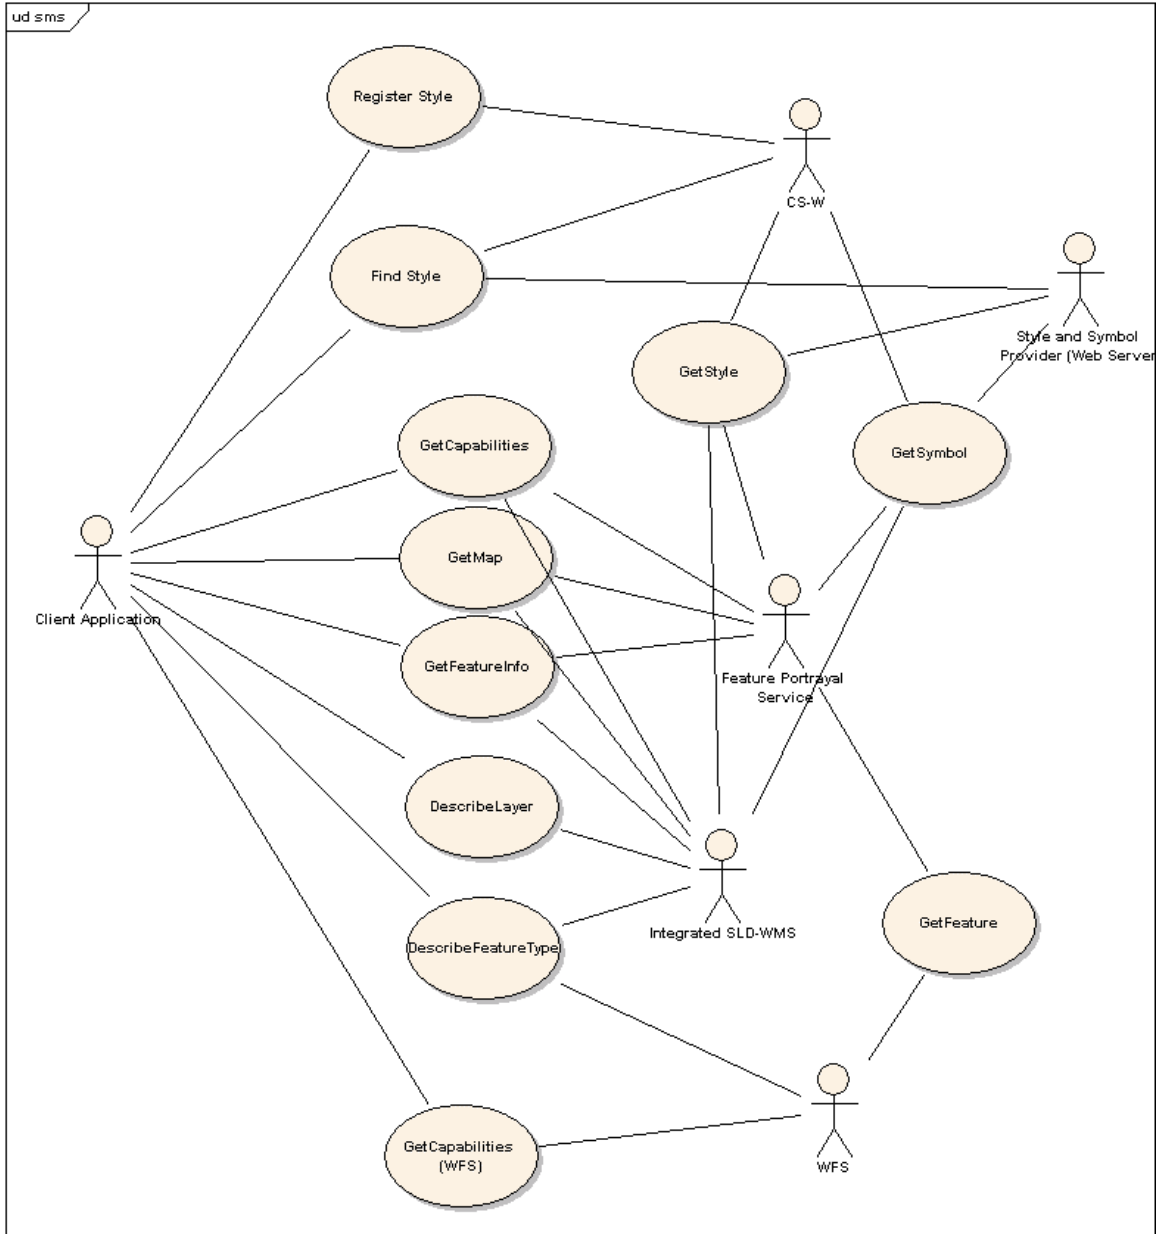 ud sms
Register Style
CS-W
Find Style
Style and Symbol
Provider (Web Server
GetStyle
GetCapabilities
GetSymbol
GetMap
Client Application
GetFeatureInfo
Feature Portrayal
Service
DescribeLayer
Integrated SLD-WMS
GetFeature
DescribeFeatureType
GetCapabilities
(WFS)
WFS